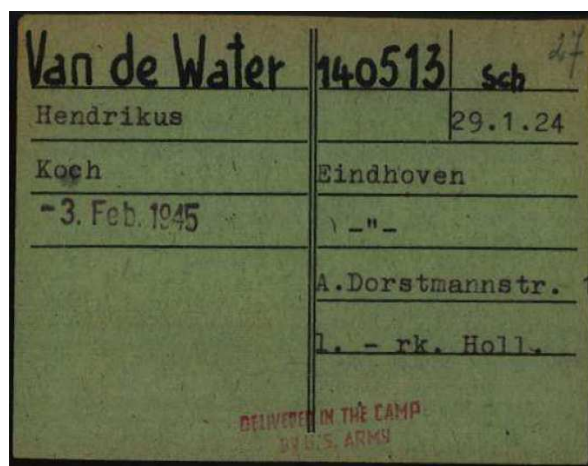 Van de Water 140513 Sch 27
Hendrikus 29.1.24
Koch Eindhoven
-3. Feb. 1945 -"-
A.Dorstmannstr. 1
l. - rk. Holl.
DELIVERED IN THE CAMP
BY U.S. ARMY